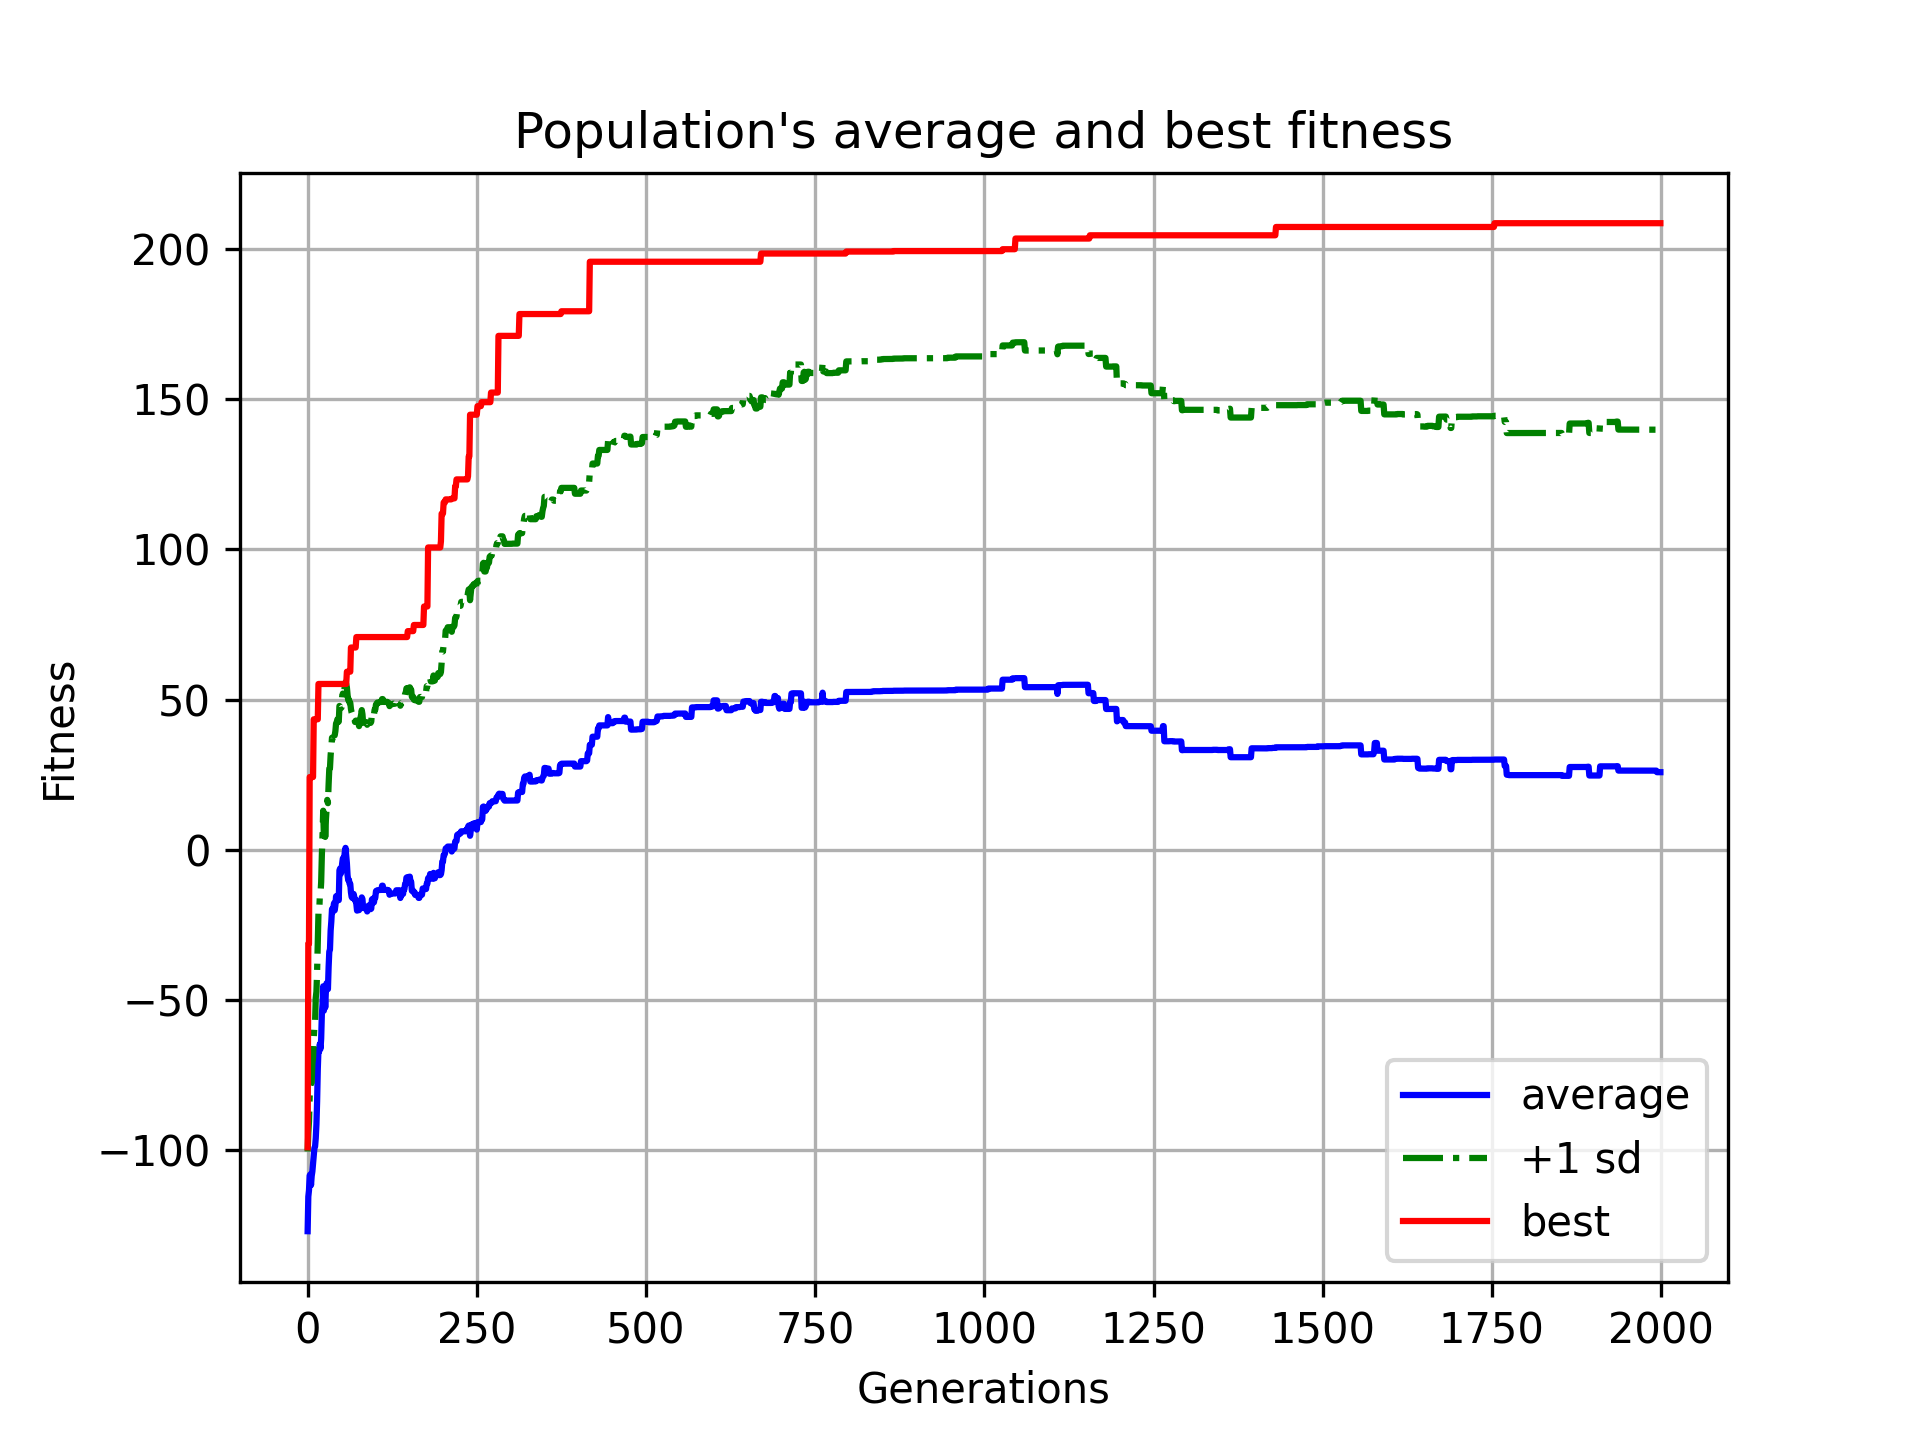 Population's average and best fitness
Fitness
200
150
100
50
0
−50
−100
0 250 500 750 1000 1250 1500 1750 2000
Generations
average
+1 sd
best